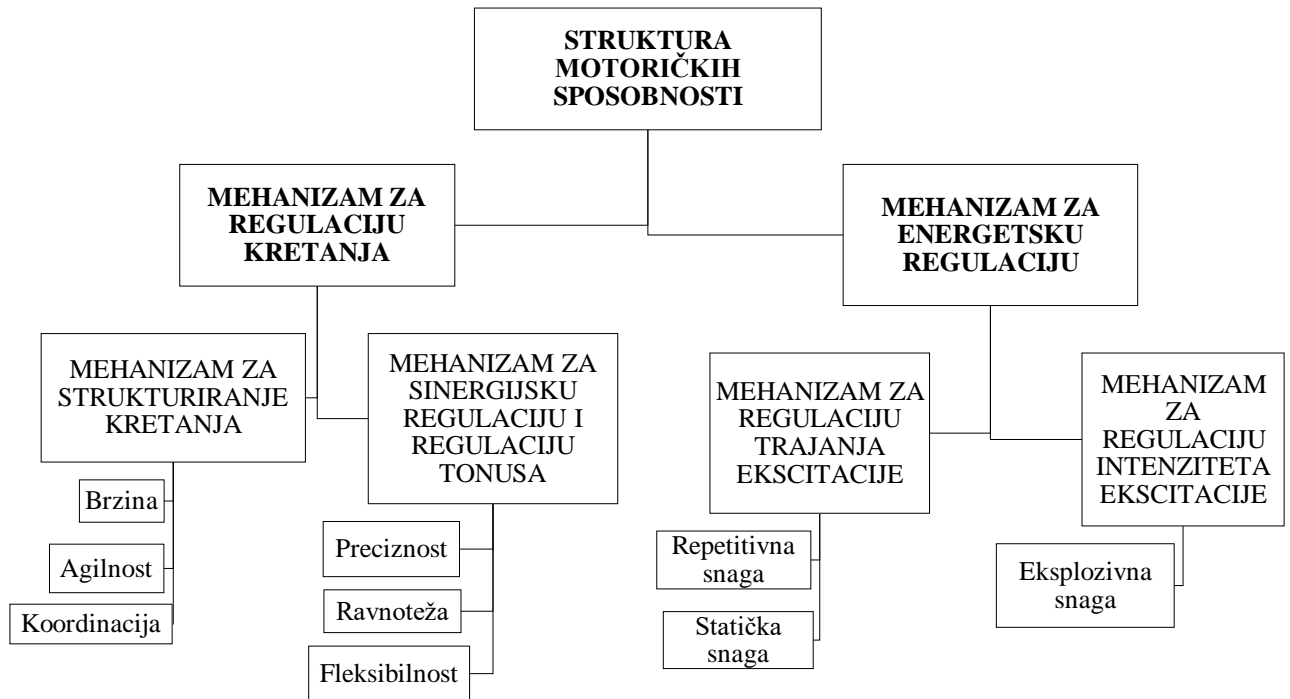 STRUKTURA
MOTORIČKIH
SPOSOBNOSTI
MEHANIZAM ZA
REGULACIJU
KRETANJA
MEHANIZAM ZA
ENERGETSKU
REGULACIJU
MEHANIZAM ZA
STRUKTURIRANJE
KRETANJA
MEHANIZAM ZA
SINERGIJSKU
REGULACIJU I
REGULACIJU
TONUSA
MEHANIZAM ZA
REGULACIJU
TRAJANJA
EKSCITACIJE
MEHANIZAM
ZA
REGULACIJU
INTENZITETA
EKSCITACIJE
Brzina
Agilnost
Koordinacija
Preciznost
Ravnoteža
Fleksibilnost
Repetitivna
snaga
Statička
snaga
Eksplozivna
snaga